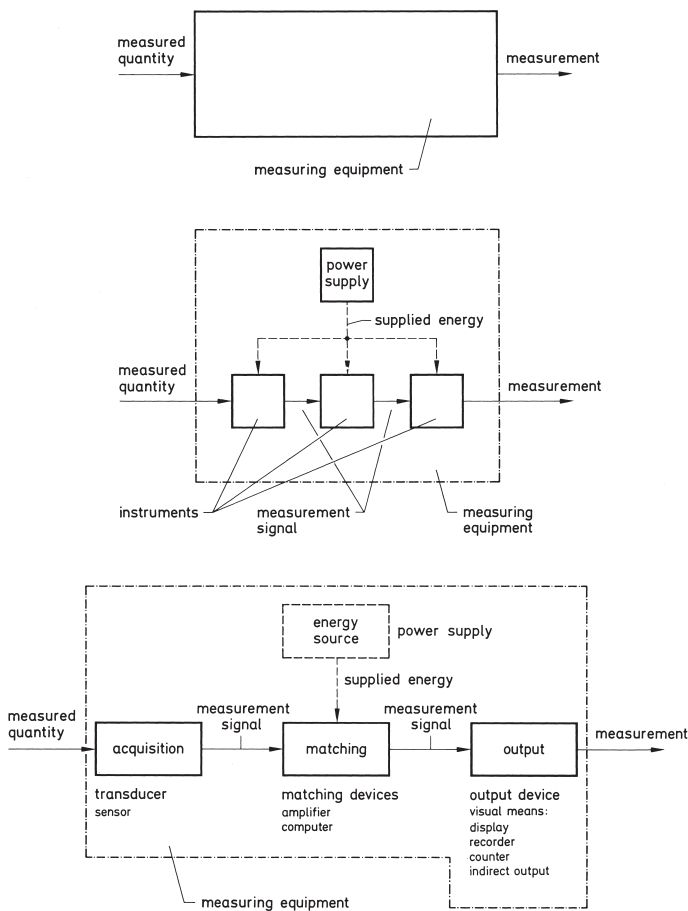 measured
quantity
measurement
measuring equipment
power
supply
supplied energy
measured
quantity
measurement
instruments
measurement
signal
measuring
equipment
energy
source
power supply
supplied energy
measured
quantity
measurement
signal
measurement
signal
measurement
acquisition
matching
output
transducer
sensor
matching devices
amplifier
computer
output device
visual means:
display
recorder
counter
indirect output
measuring equipment